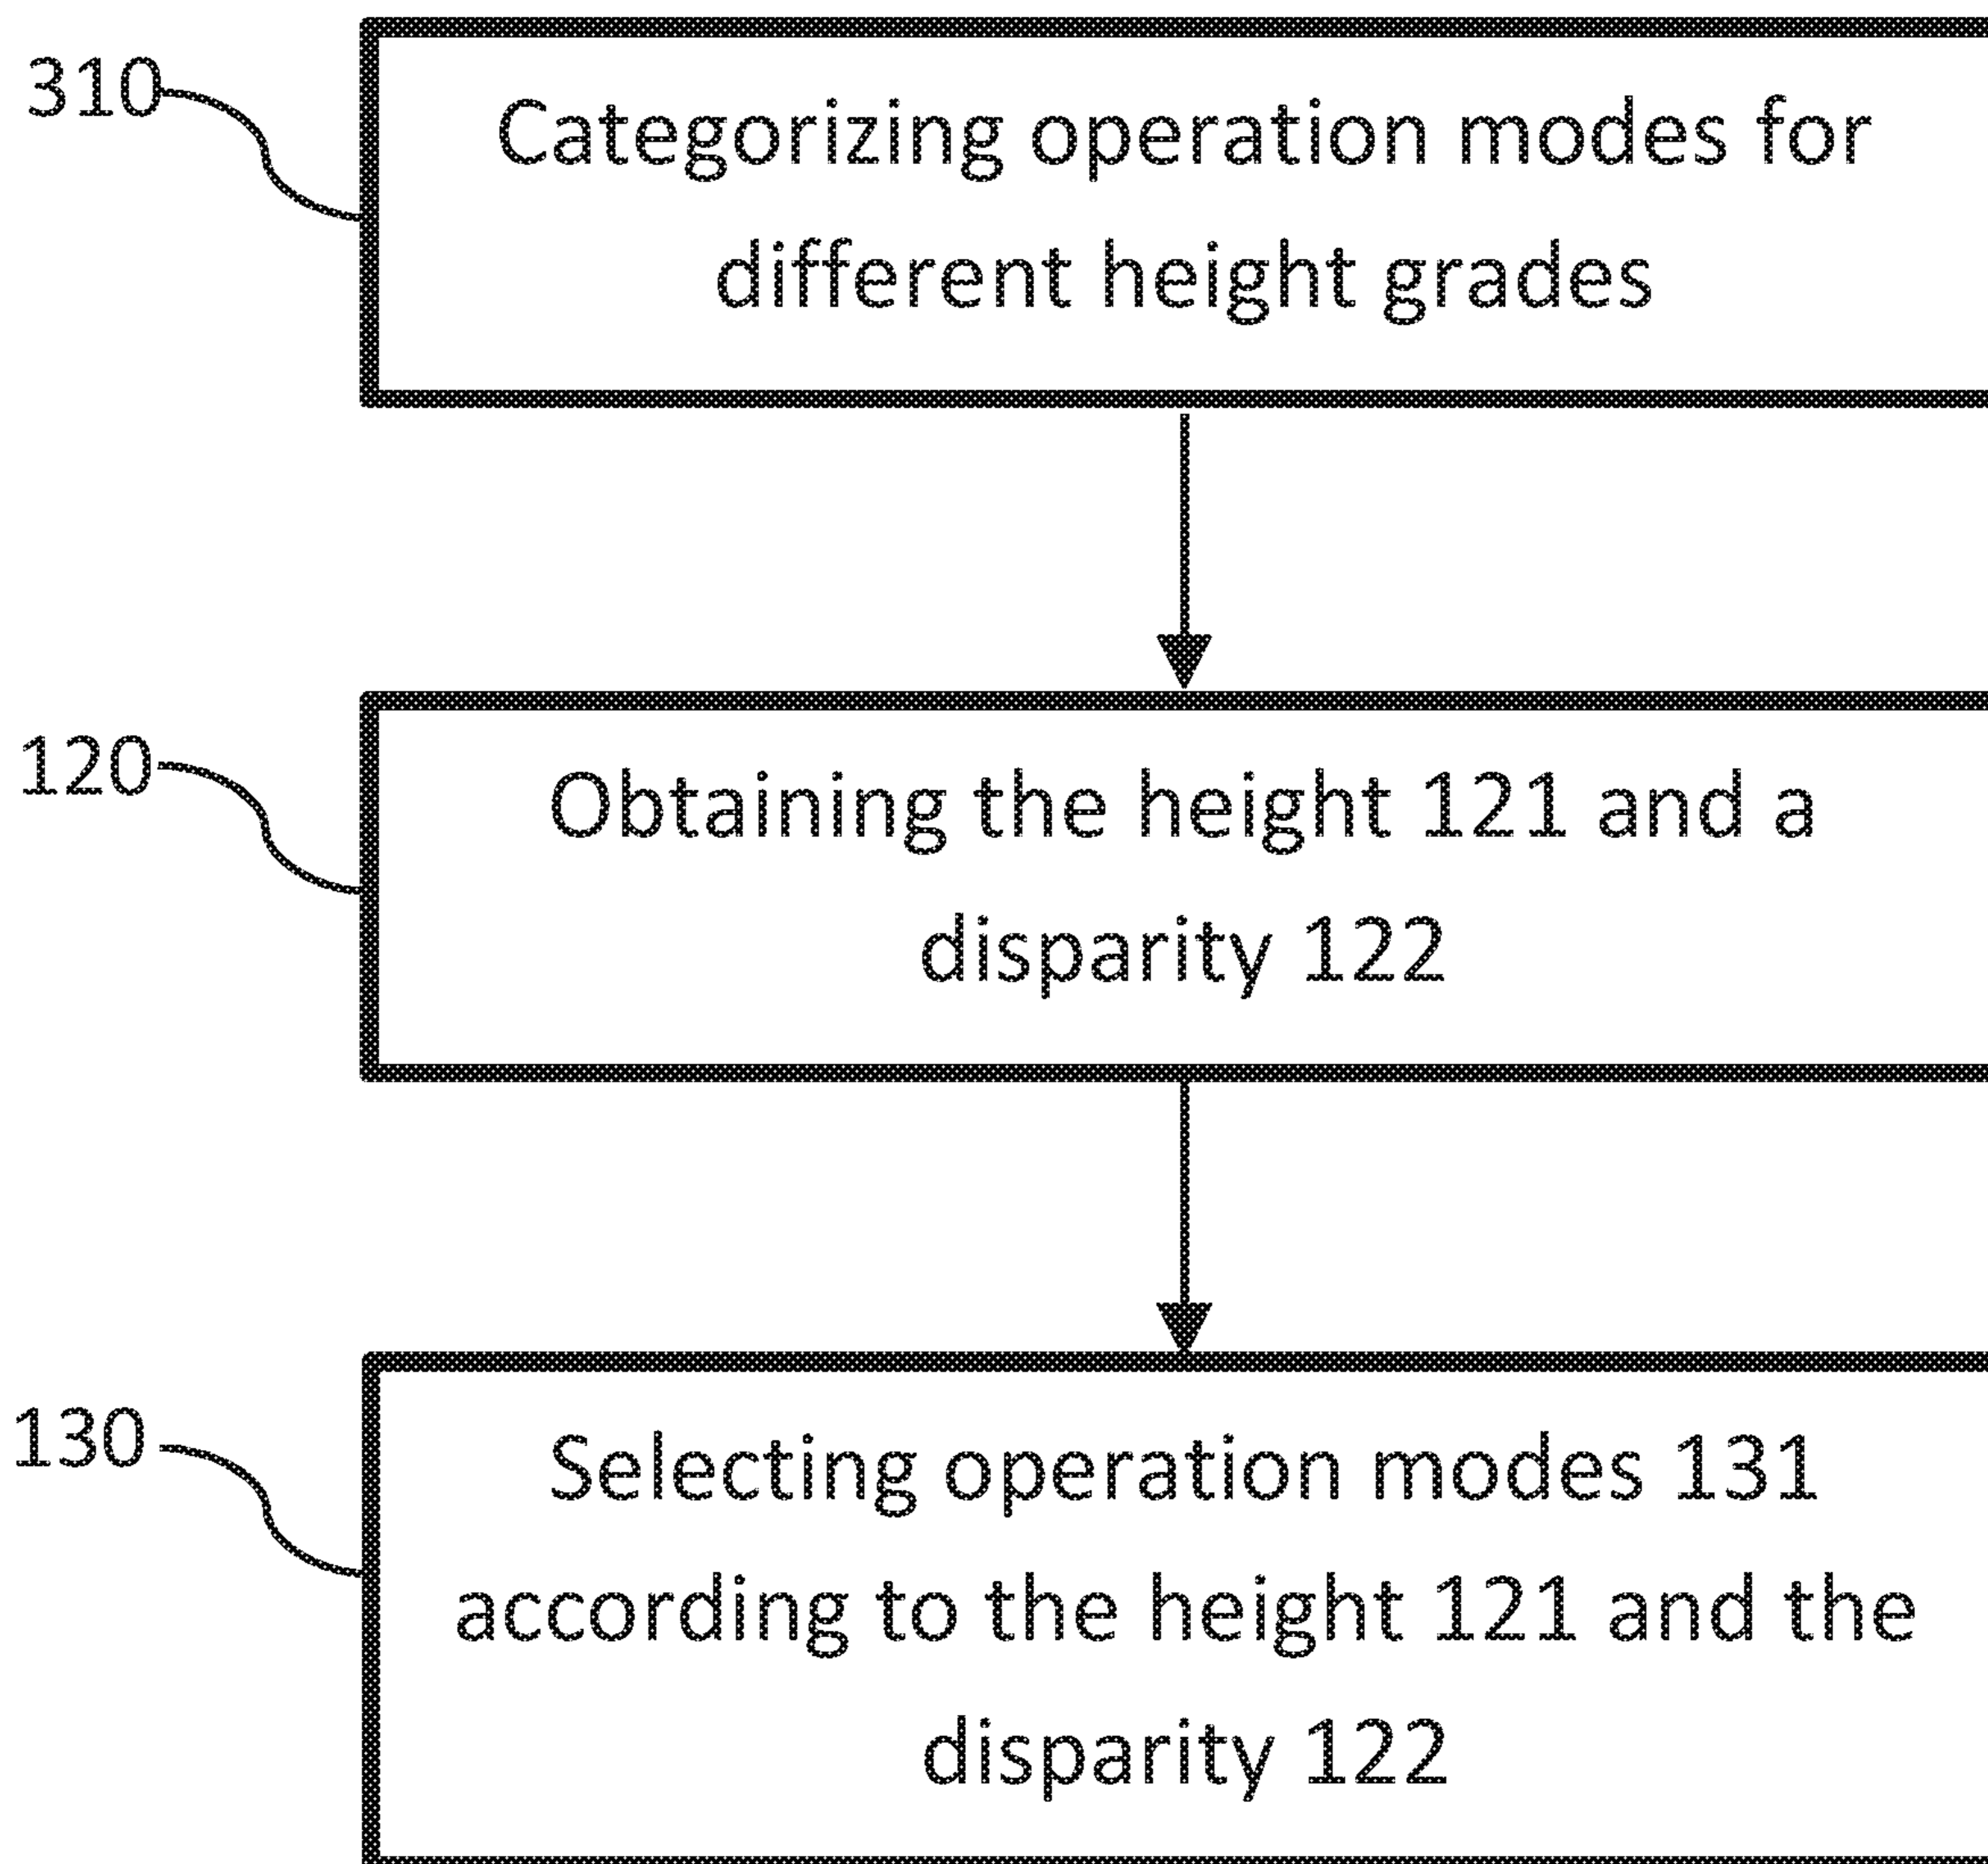 310
Categorizing operation modes for
different height grades
120
Obtaining the height 121 and a
disparity 122
130
Selecting operation modes 131
according to the height 121 and the
disparity 122